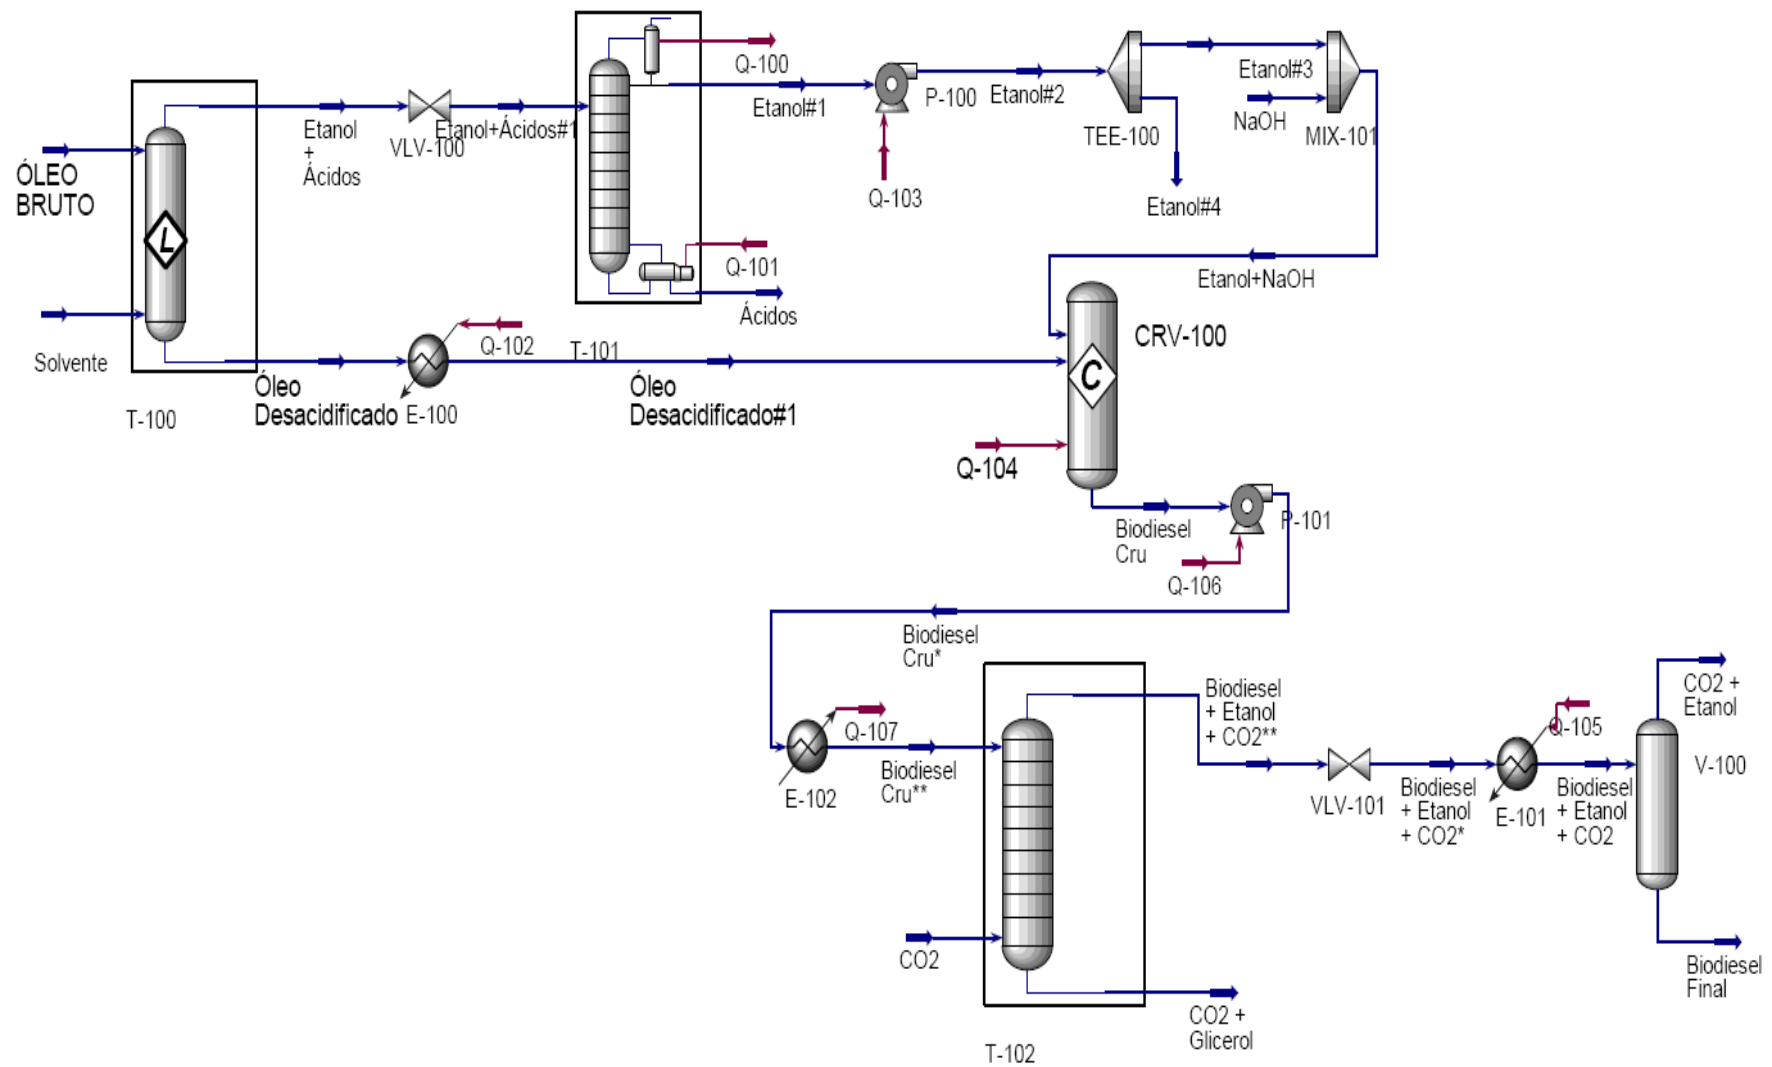 Q-100
Etanol#1
P-100
Etanol#2
Etanol#3
NaOH
TEE-100
MIX-101
Etanol
+
Ácidos
VLV-100
Etanol+Ácidos#1
ÓLEO
BRUTO
L
Q-103
Etanol#4
Q-101
Etanol+NaOH
Ácidos
Solvente
Q-102
T-101
CRV-100
C
Óleo
Desacidificado
E-100
Óleo
Desacidificado#1
T-100
Q-104
Biodiesel
Cru
P-101
Q-106
Biodiesel
Cru*
Biodiesel
+ Etanol
+ CO2**
CO2 +
Etanol
Q-107
Q-105
Biodiesel
Cru**
E-102
VLV-101
Biodiesel
+ Etanol
+ CO2*
E-101
Biodiesel
+ Etanol
+ CO2
V-100
CO2
Biodiesel
Final
CO2 +
Glicerol
T-102